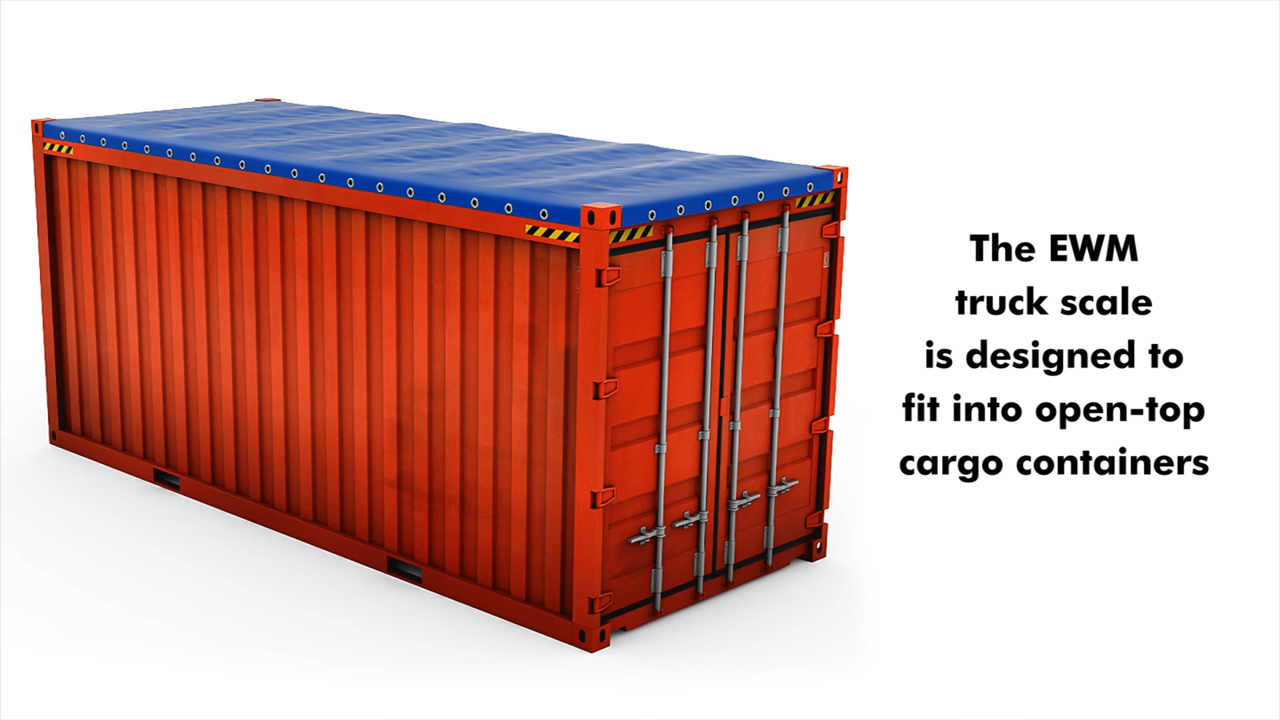 The EWM
truck scale
is designed to
fit into open-top
cargo containers